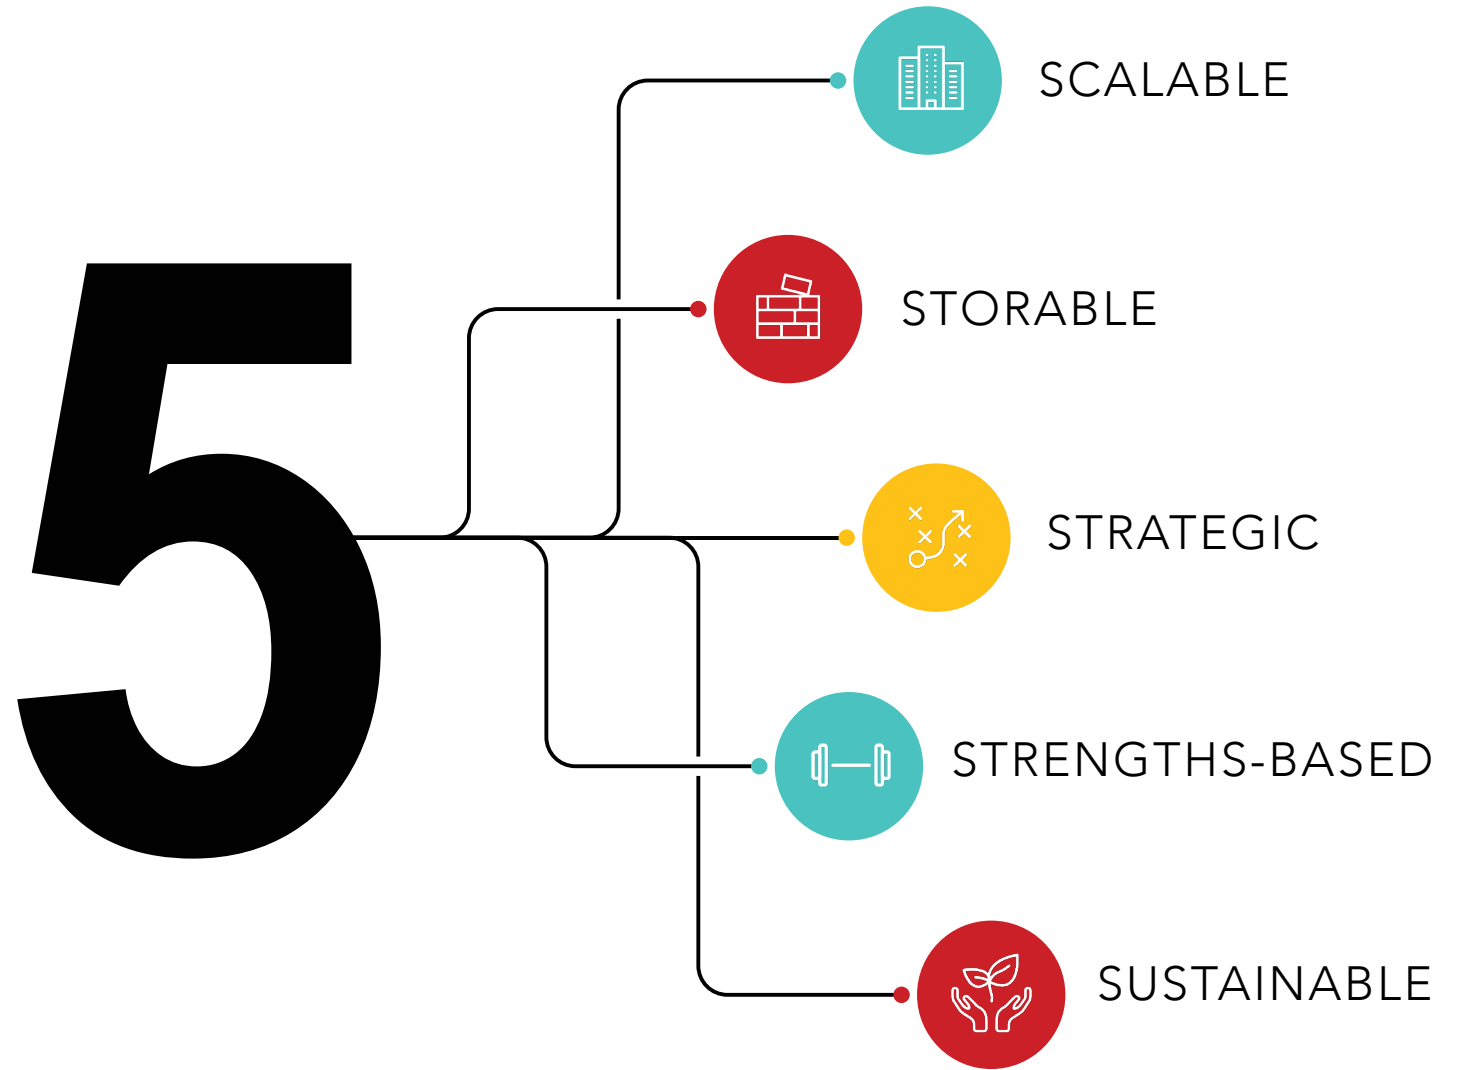 5
SCALABLE
STORABLE
STRATEGIC
STRENGTHS-BASED
SUSTAINABLE